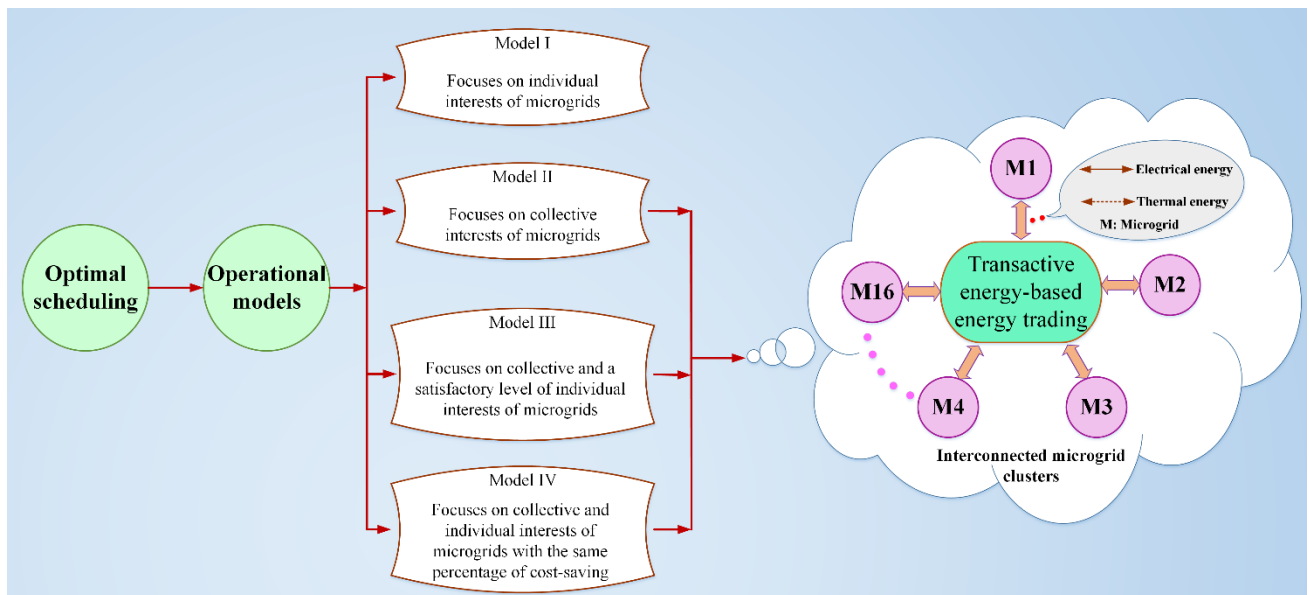 Optimal
scheduling
Operational
models
Model I
Focuses on individual
interests of microgrids
Model II
Focuses on collective
interests of microgrids
Model III
Focuses on collective and a
satisfactory level of individual
interests of microgrids
Model IV
Focuses on collective and
individual interests of
microgrids with the same
percentage of cost-saving
M1
Electrical energy
Thermal energy
M: Microgrid
Transactive
energy-based
energy trading
M16
M2
M4
M3
Interconnected microgrid
clusters